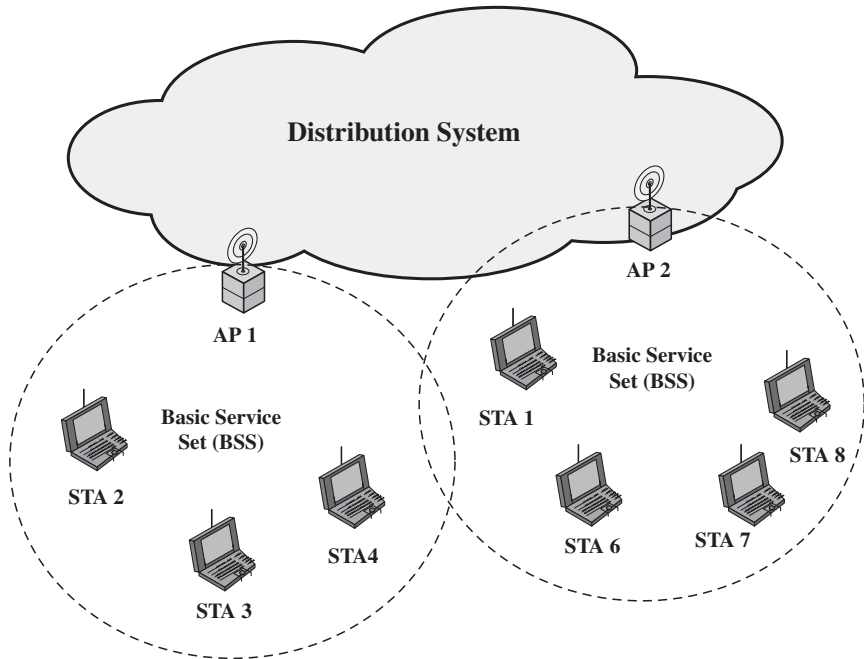 Distribution System
AP 2
AP 1
Basic Service
Set (BSS)
STA 1
STA 8
Basic Service
Set (BSS)
STA 2
STA4
STA 6
STA 7
STA 3